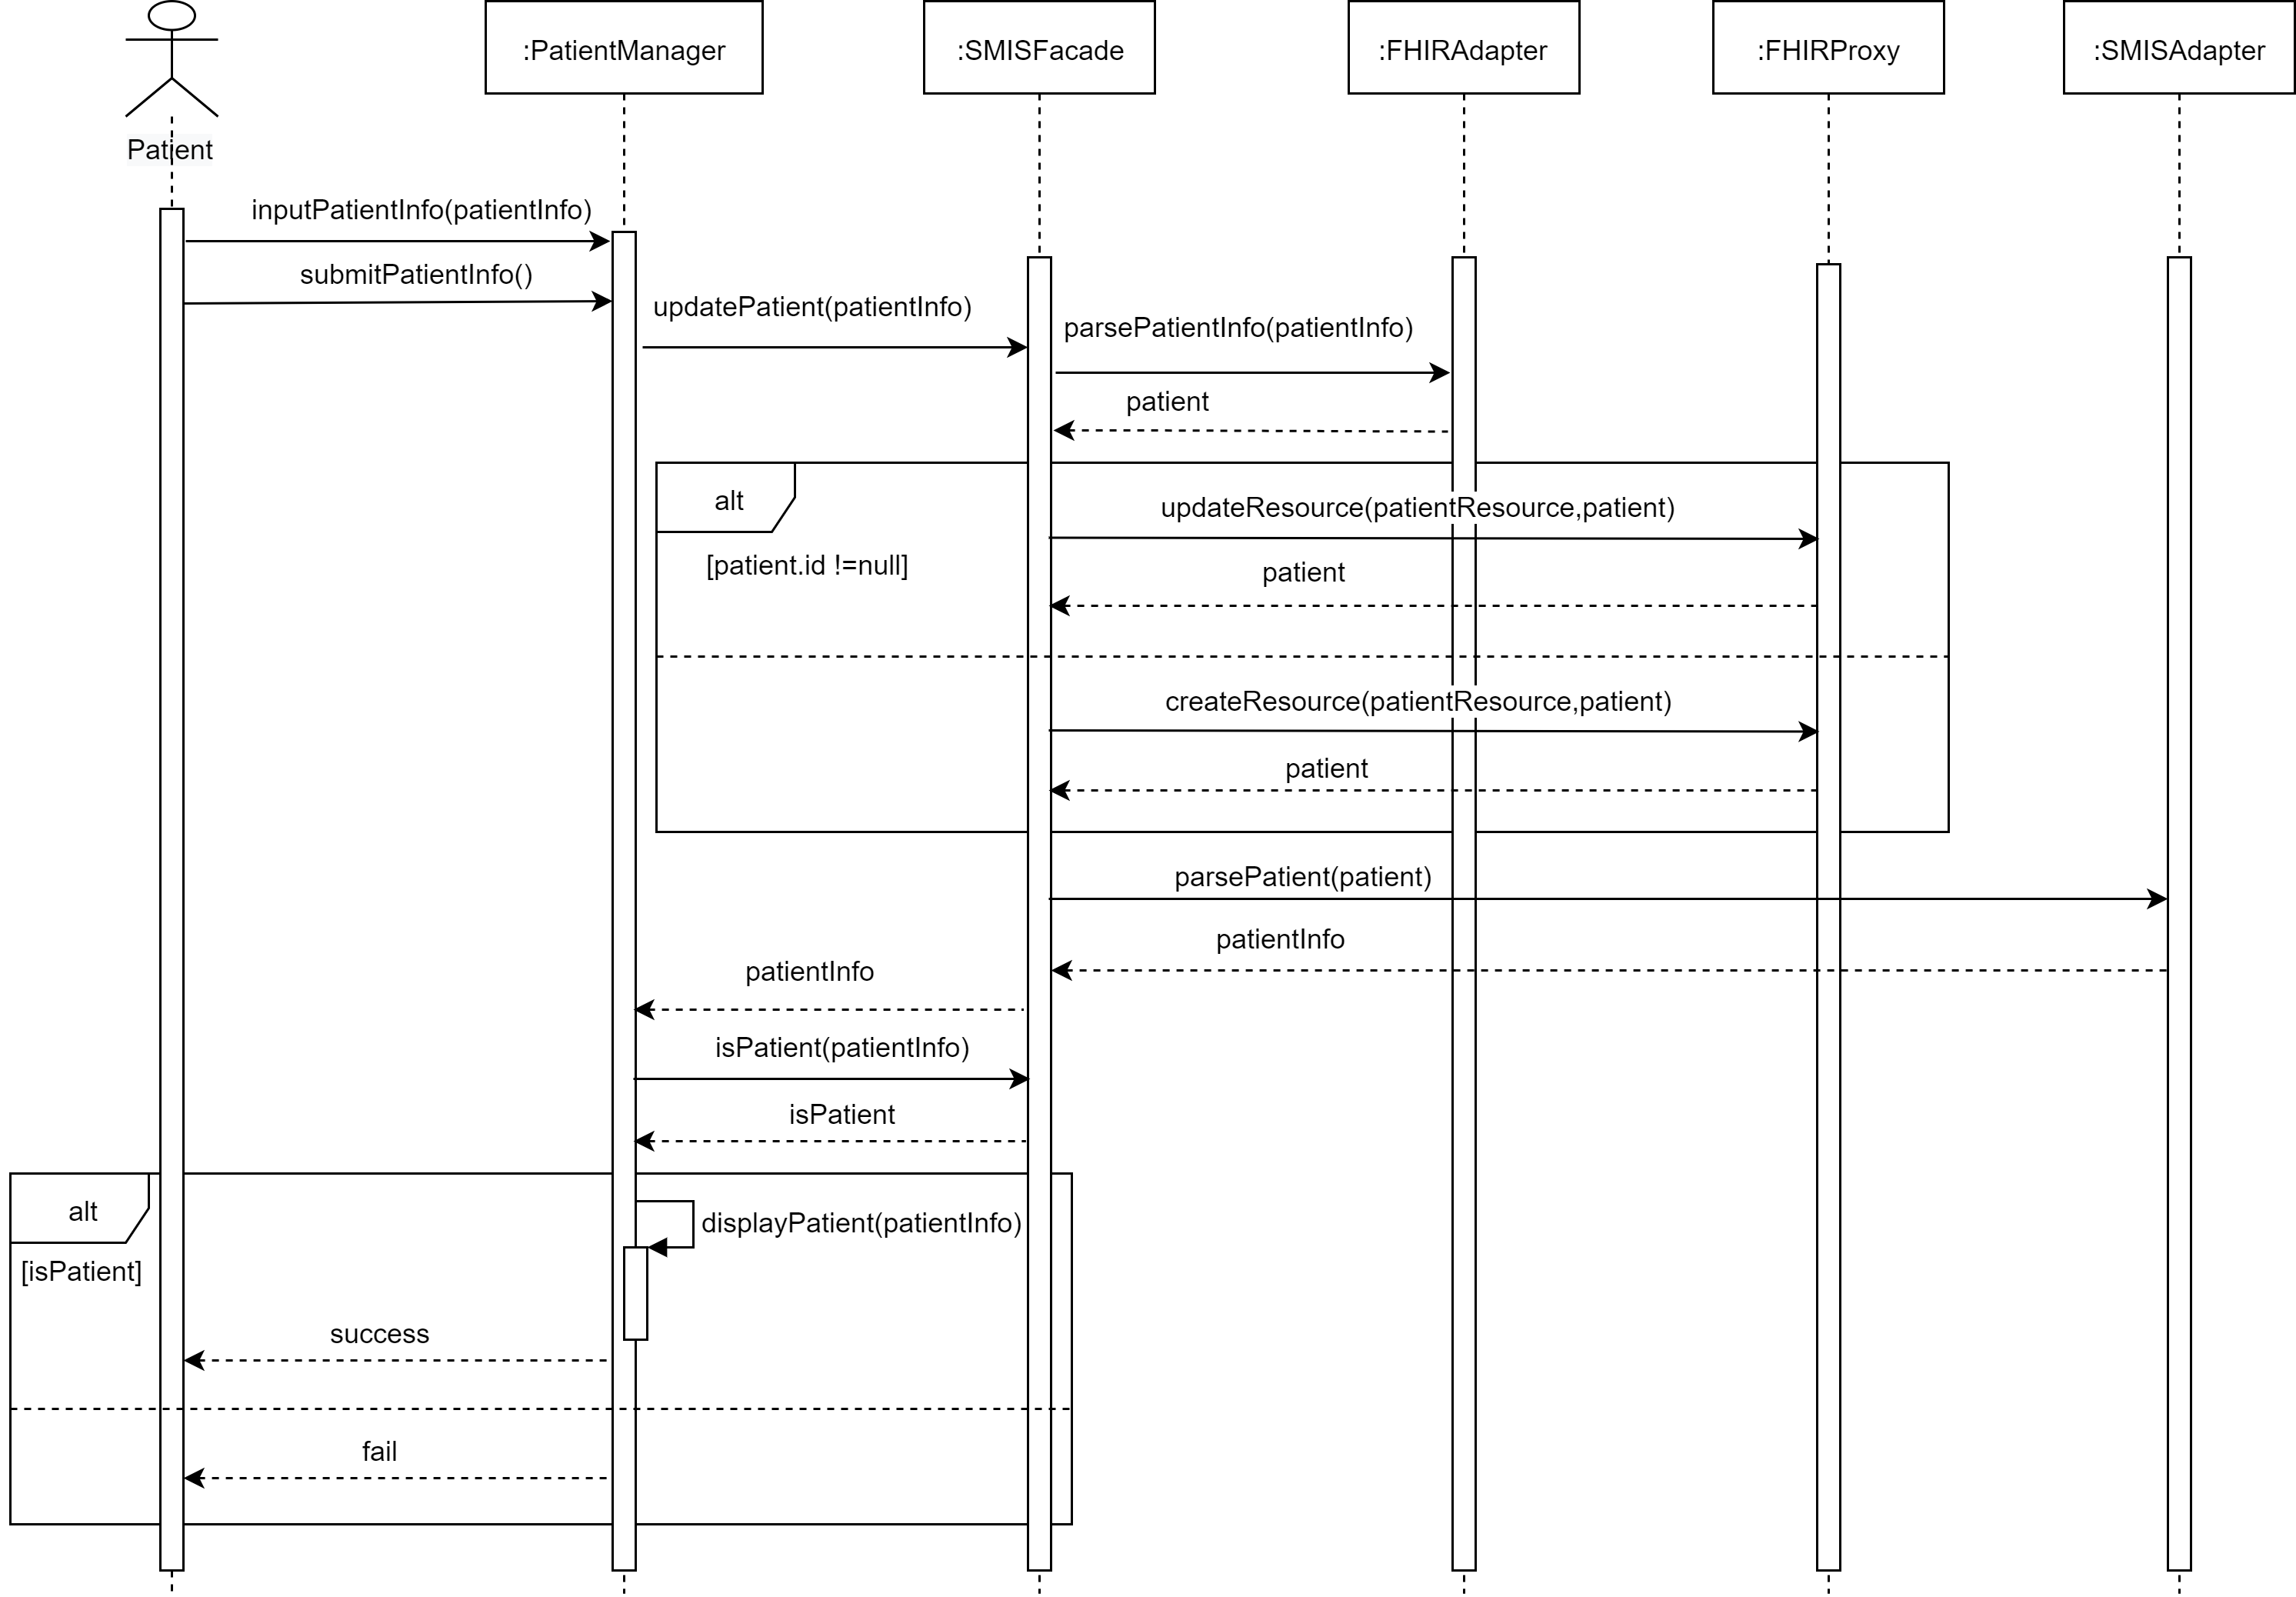 :PatientManager
:SMISFacade
:FHIRAdapter
:FHIRProxy
:SMISAdapter
Patient
inputPatientInfo(patientInfo)
submitPatientInfo()
updatePatient(patientInfo)
parsePatientInfo(patientInfo)
patient
alt
updateResource(patientResource,patient)
[patient.id !=null]
patient
createResource(patientResource,patient)
patient
parsePatient(patient)
patientInfo
patientInfo
isPatient(patientInfo)
isPatient
alt
displayPatient(patientInfo)
[isPatient]
success
fail